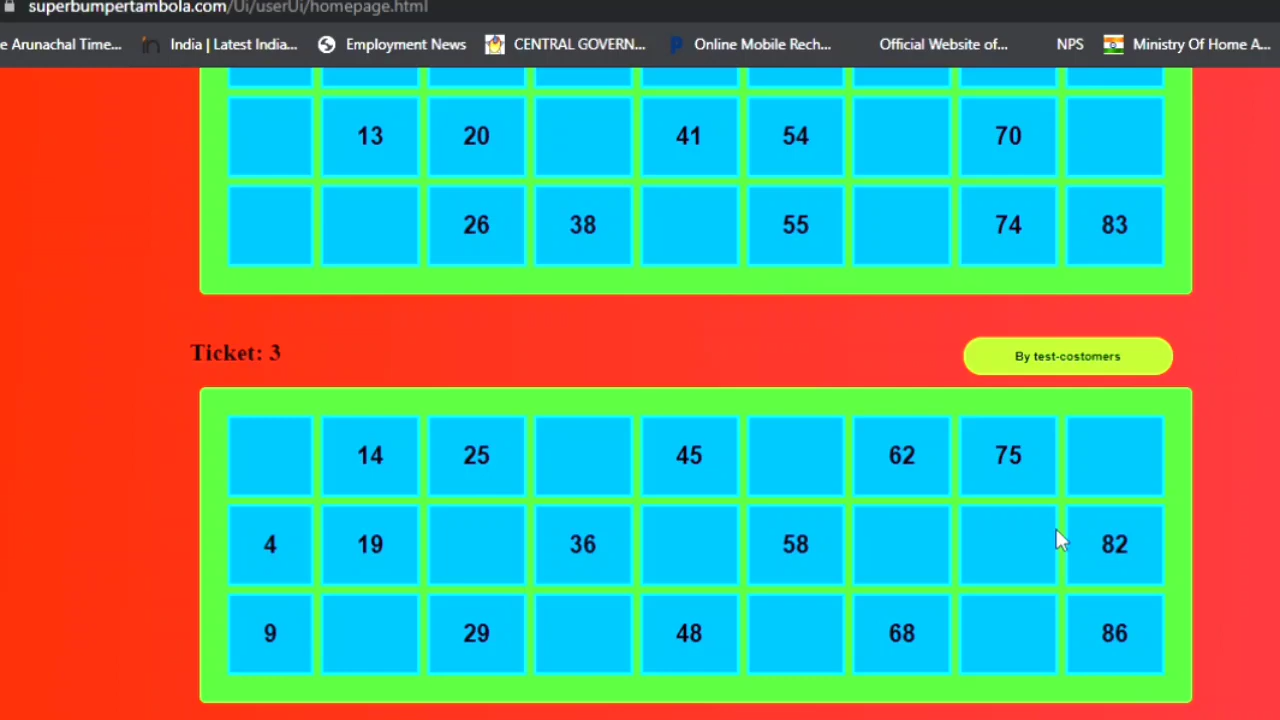 superbumpertambola.com/Ui/userUi/homepage.html
e Arunachal Time... India | Latest India... Employment News CENTRAL GOVERN... Online Mobile Rech... Official Website of... NPS Ministry Of Home A...
13 20 41 54 70
26 38 55 74 83
Ticket: 3 By test-costomers
14 25 45 62 75
4 19 36 58 82
9 29 48 68 86